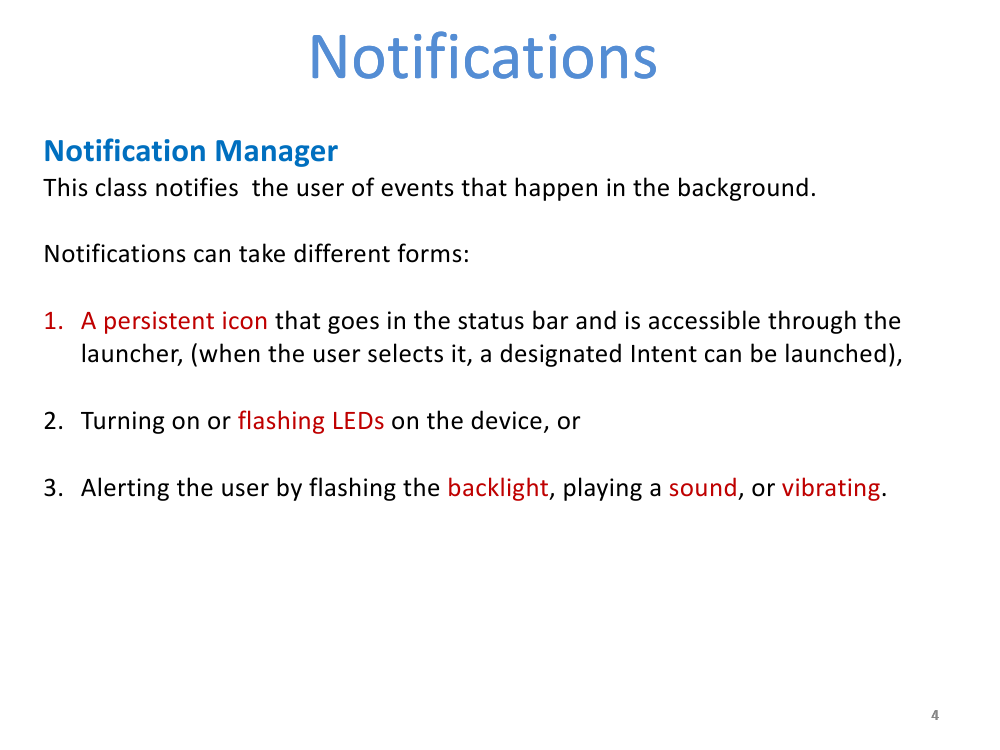 Notifications
Notification Manager
This class notifies  the user of events that happen in the background.
Notifications can take different forms:
1. A persistent icon that goes in the status bar and is accessible through the
launcher, (when the user selects it, a designated Intent can be launched),
2. Turning on or flashing LEDs on the device, or
3. Alerting the user by flashing the backlight, playing a sound, or vibrating.
4